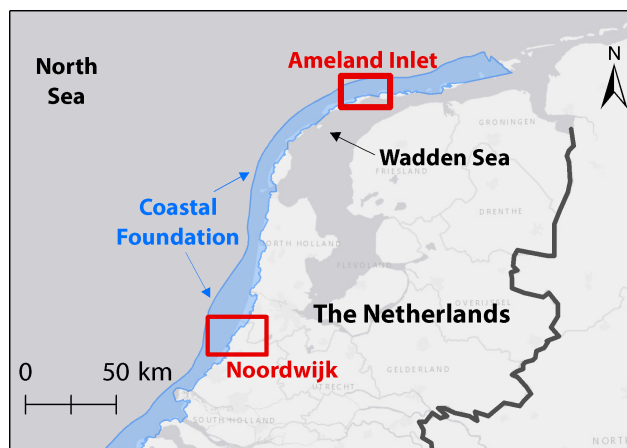 Ameland Inlet
North
Sea
N
GRONINGEN
Wadden Sea
FRIESLAND
DRENTHE
Coastal
Foundation
NORTH HOLLAND
FLEVOLAND
The Netherlands
OVERIJSSEL
0 50 km
Noordwijk
GELDERLAND
UTRECHT
SOUTH HOLLAND
NORT